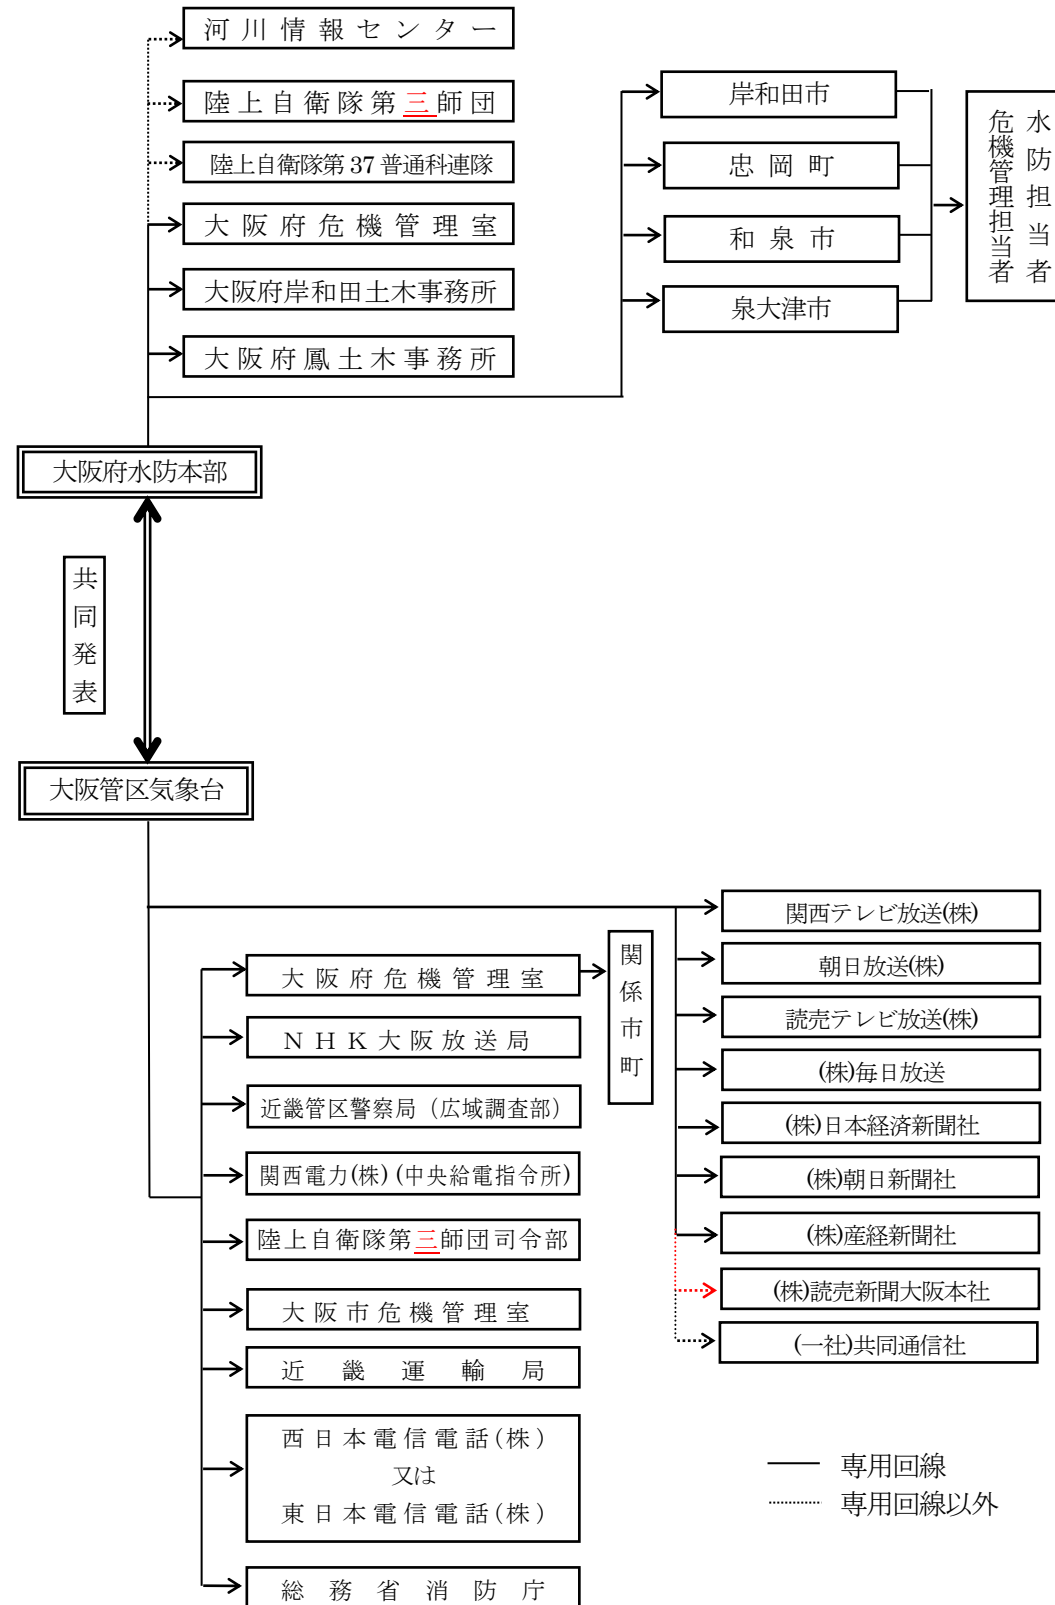 河川情報センター
陸上自衛隊第三師団
陸上自衛隊第37普通科連隊
大阪府危機管理室
大阪府岸和田土木事務所
大阪府鳳土木事務所
岸和田市
忠岡町
和泉市
泉大津市
水防担当者
危機管理担当者
大阪府水防本部
共同発表
大阪管区気象台
大阪府危機管理室
NHK大阪放送局
近畿管区警察局（広域調査部）
関西電力(株)(中央給電指令所)
陸上自衛隊第三師団司令部
大阪市危機管理室
近畿運輸局
西日本電信電話(株)
又は
東日本電信電話(株)
総務省消防庁
関係市町
関西テレビ放送(株)
朝日放送(株)
読売テレビ放送(株)
(株)毎日放送
(株)日本経済新聞社
(株)朝日新聞社
(株)産経新聞社
(株)読売新聞大阪本社
(一社)共同通信社
専用回線
専用回線以外